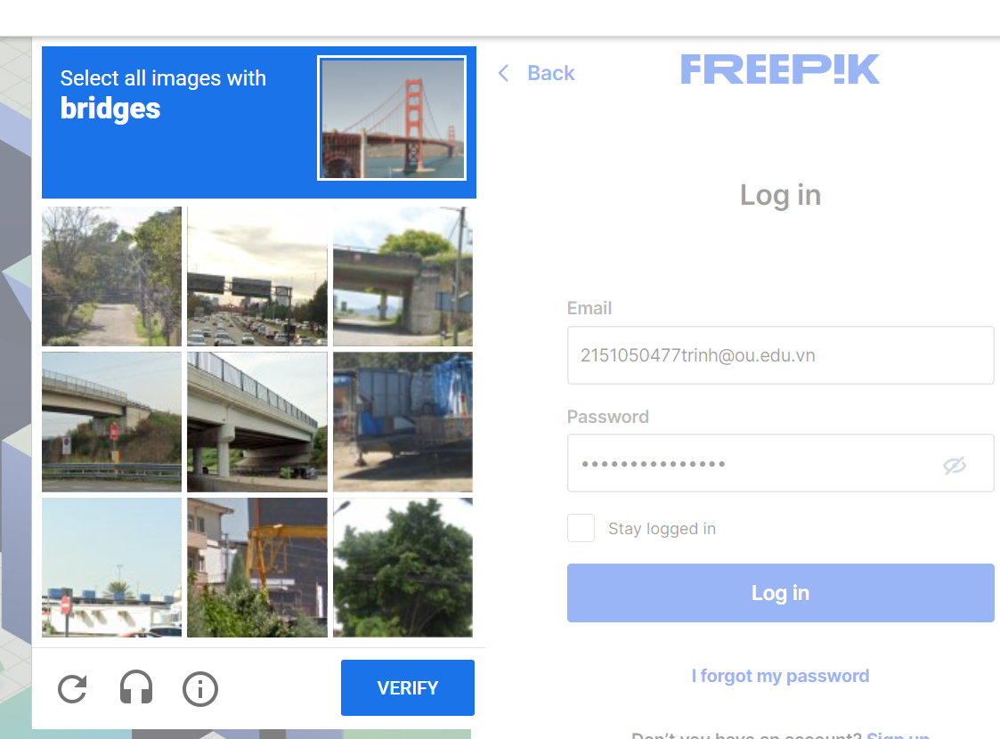 Select all images with
bridges
VERIFY
Back
FREEP!K
Log in
Email
2151050477trinh@ou.edu.vn
Password
Stay logged in
Log in
I forgot my password
Don't you have an account? Sign up